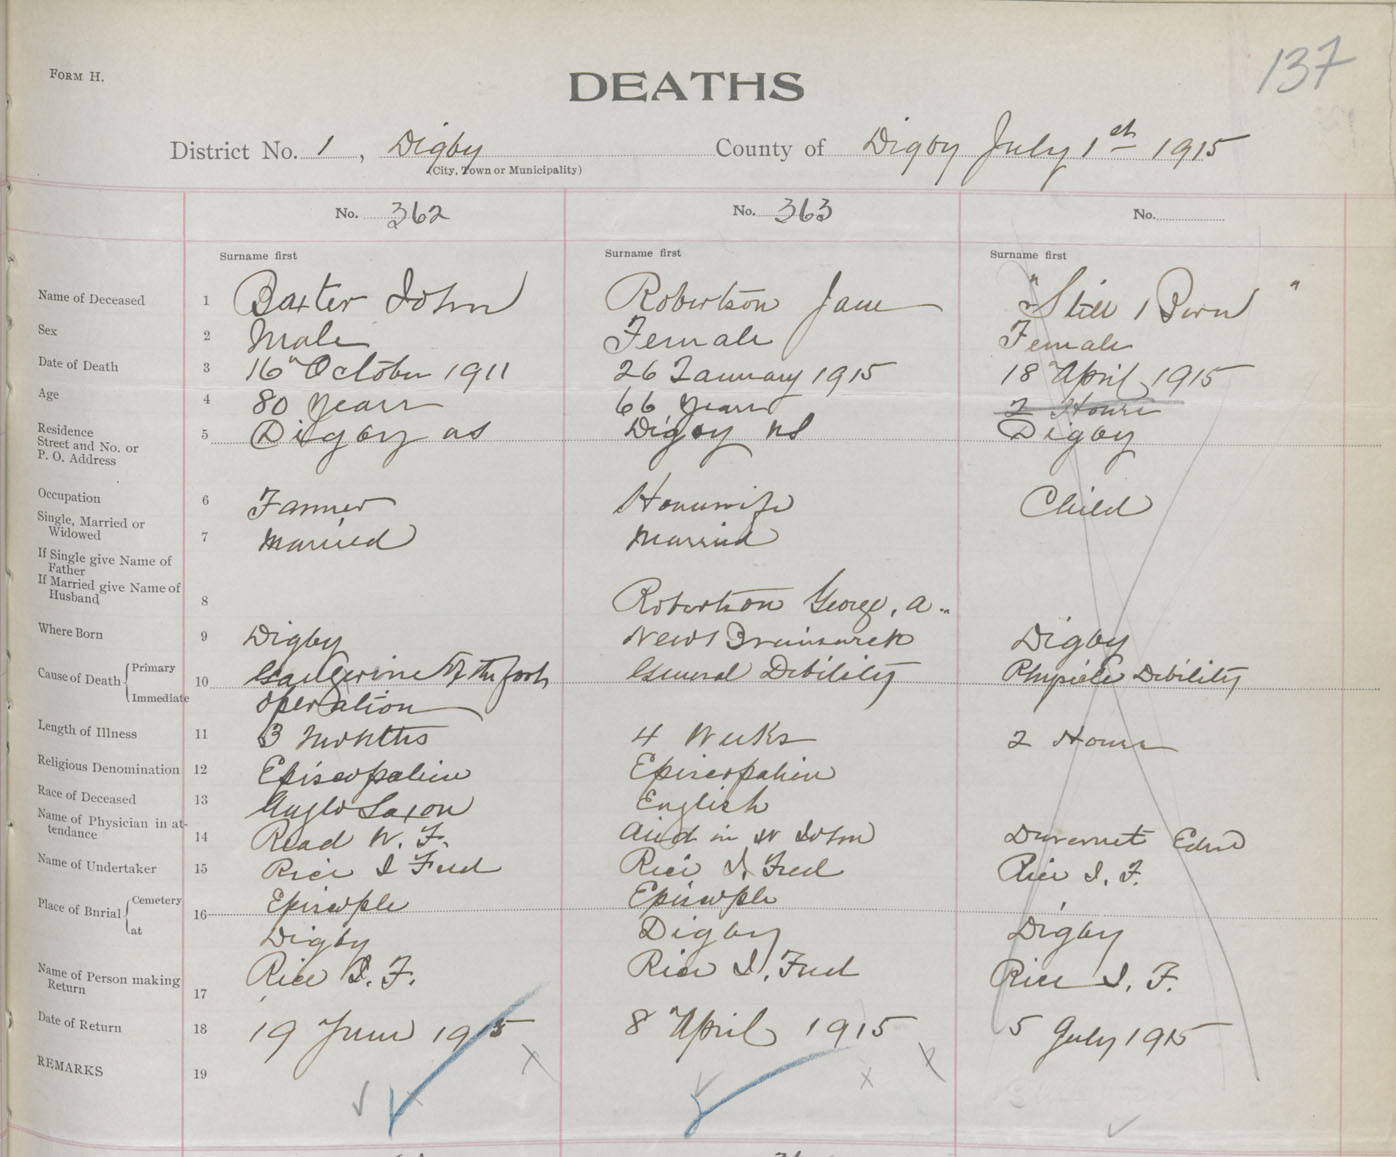 FORM H.
137
DEATHS
District No. 1, Digby County of Digby July 1st 1915
(City, Town or Municipality)
No. 362 No. 363 No.
Surname first Surname first Surname first
Name of Deceased 1 Baxter John Robertson Jane "Still Born"
Sex 2 Male Female Female
Date of Death 3 16" October 1911 26 January 1915 18" April 1915
Age 4 80 years 66 years 2 Hours
Residence
Street and No. or
P. O. Address
5 Digby ns Digby ns Digby
Occupation 6 Farmer Housewife Child
Single, Married or
Widowed
7 Married Married
If Single give Name of
Father
If Married give Name of
Husband
8 Robertson George, A.
Where Born 9 Digby New Brunswick Digby
Cause of Death { Primary
Immediate
10 Gangerine of the foot General Debility Debility
operation
Length of Illness 11 3 Months 4 Weeks 2 Hours
Religious Denomination 12 Episcopalian Episcopalian
Race of Deceased 13 Anglo Saxon English
Name of Physician in at-
tendance
14 Read W. F. John Duvernet Edw
Name of Undertaker 15 Rice I Fred Rice I. Fred Rice I. F.
Place of Burial { Cemetery
at
16 Episcople Episcople
Digby Digby Digby
Name of Person making
Return
17 Rice I. F. Rice I. Fred Rice I. F.
Date of Return 18 19 June 1915 8 April 1915 5 July 1915
REMARKS 19